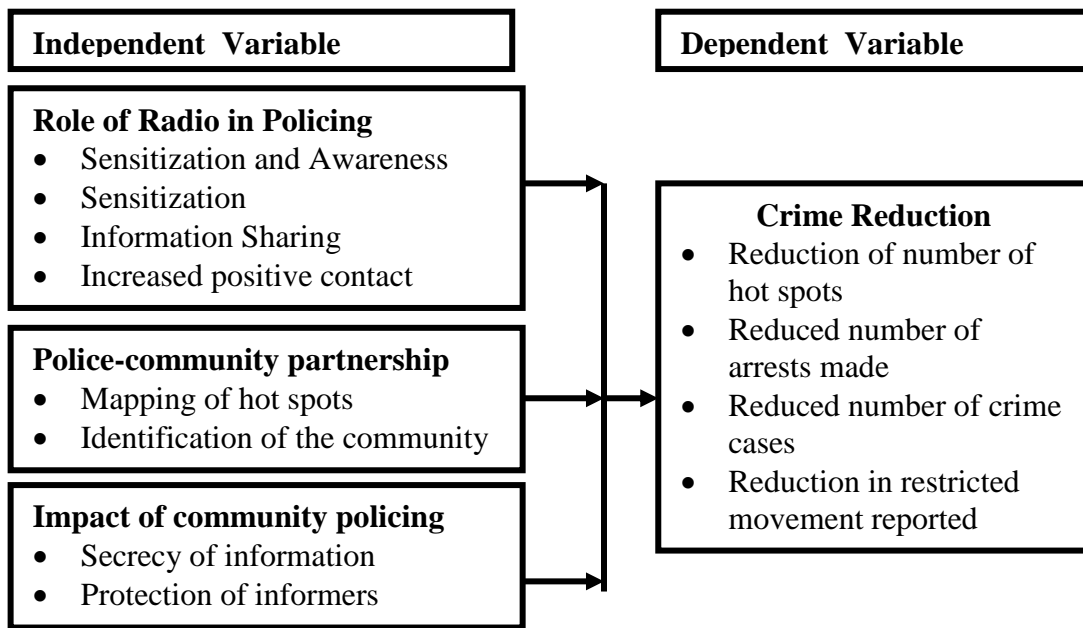 Independent Variable
Dependent Variable
Role of Radio in Policing
• Sensitization and Awareness
• Sensitization
• Information Sharing
• Increased positive contact
Police-community partnership
• Mapping of hot spots
• Identification of the community
Impact of community policing
• Secrecy of information
• Protection of informers
Crime Reduction
• Reduction of number of
hot spots
• Reduced number of
arrests made
• Reduced number of crime
cases
• Reduction in restricted
movement reported